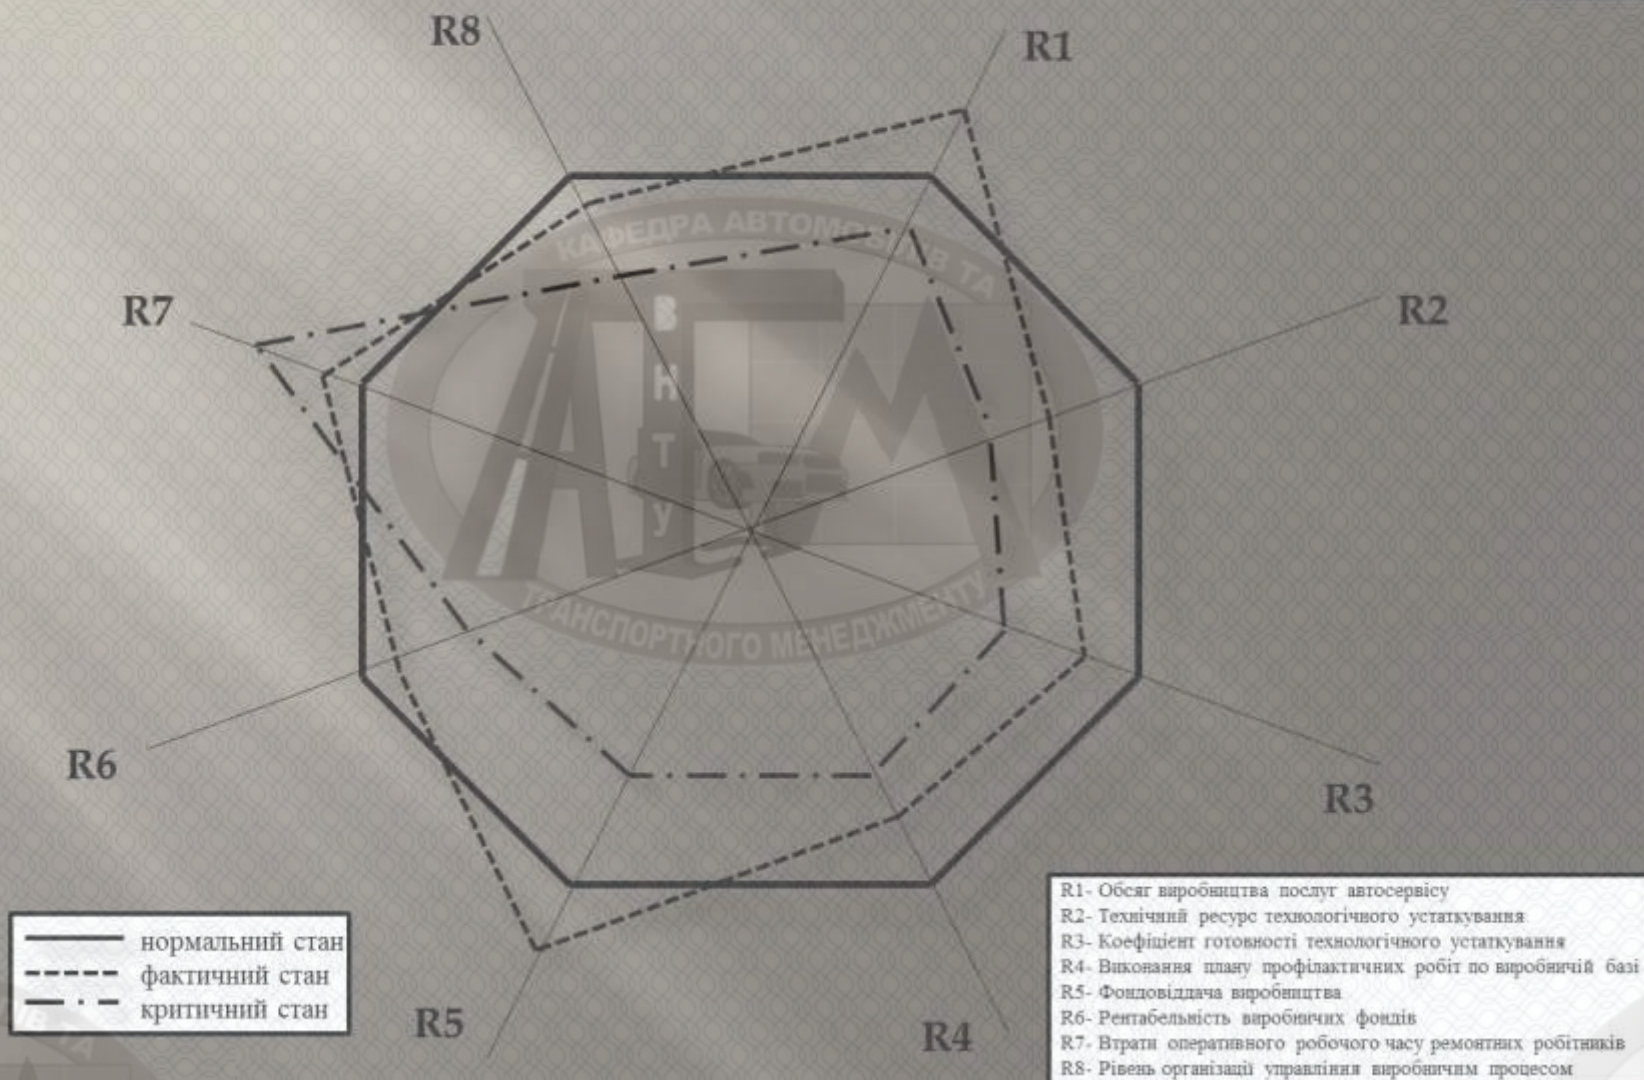 R8
R1
R7
R2
КАФЕДРА АВТОМОБІЛІВ ТА
В
Н
Т
У
АТМ
ТРАНСПОРТНОГО МЕНЕДЖМЕНТУ
R6
R3
R5
R4
нормальний стан
фактичний стан
критичний стан
R1- Обсяг виробництва послуг автосервісу
R2- Технічний ресурс технологічного устаткування
R3- Коефіцієнт готовності технологічного устаткування
R4- Виконання плану профілактичних робіт по виробничій базі
R5- Фондовіддача виробництва
R6- Рентабельність виробничих фондів
R7- Втрати оперативного робочого часу ремонтних робітників
R8- Рівень організації управління виробничим процесом